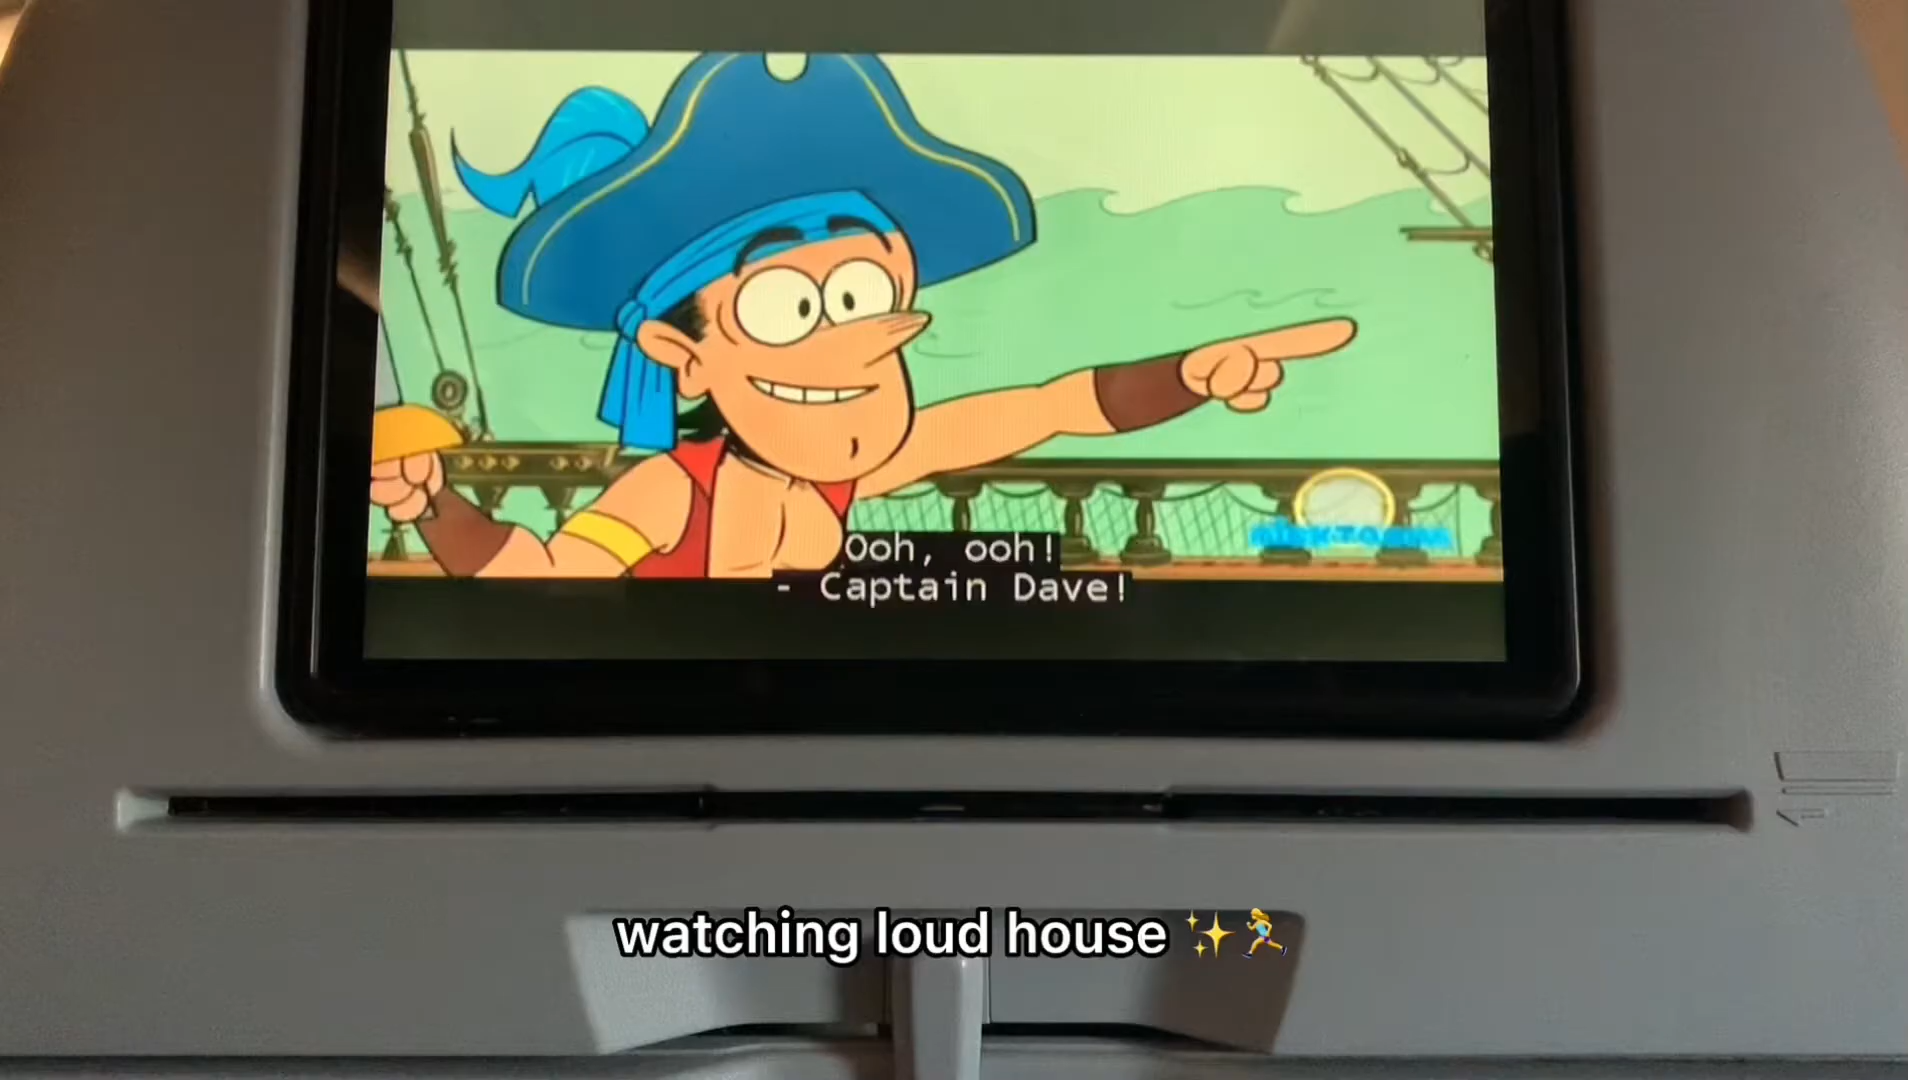 Ooh, ooh!
- Captain Dave!
watching loud house ✨🏃‍♀️